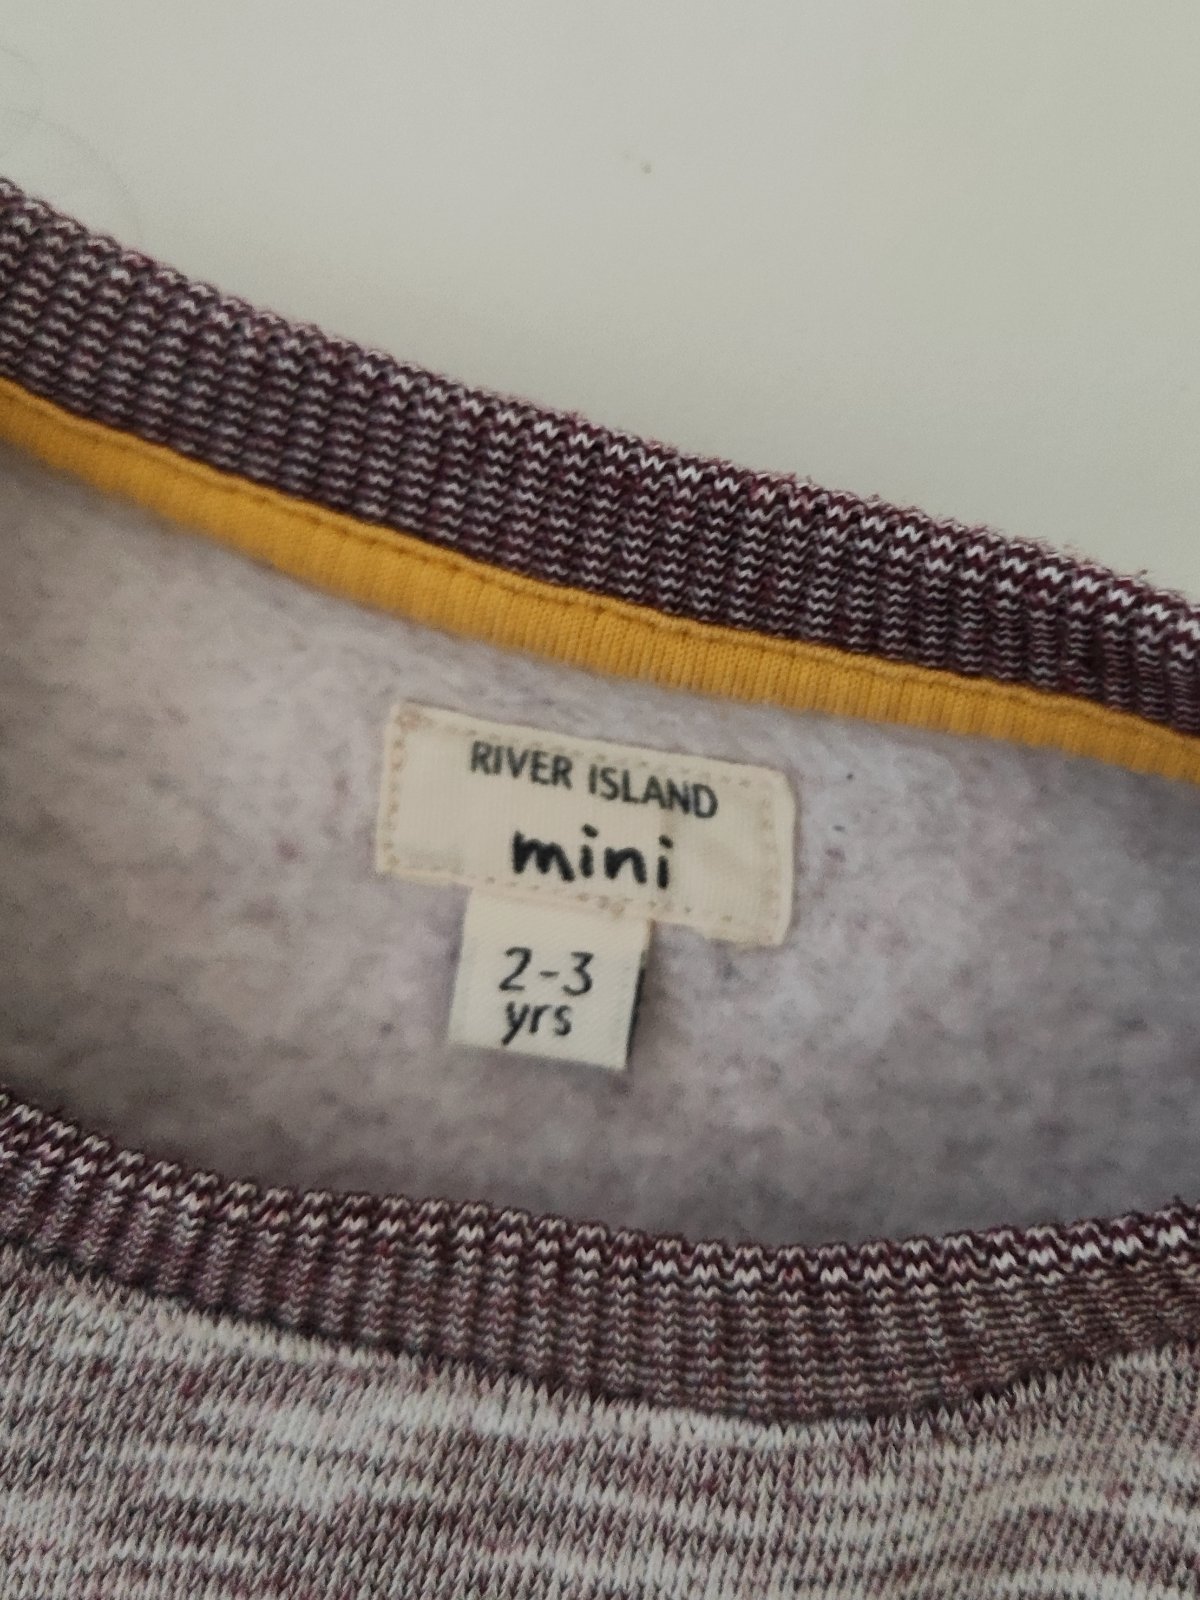 RIVER ISLAND
mini
2-3
yrs